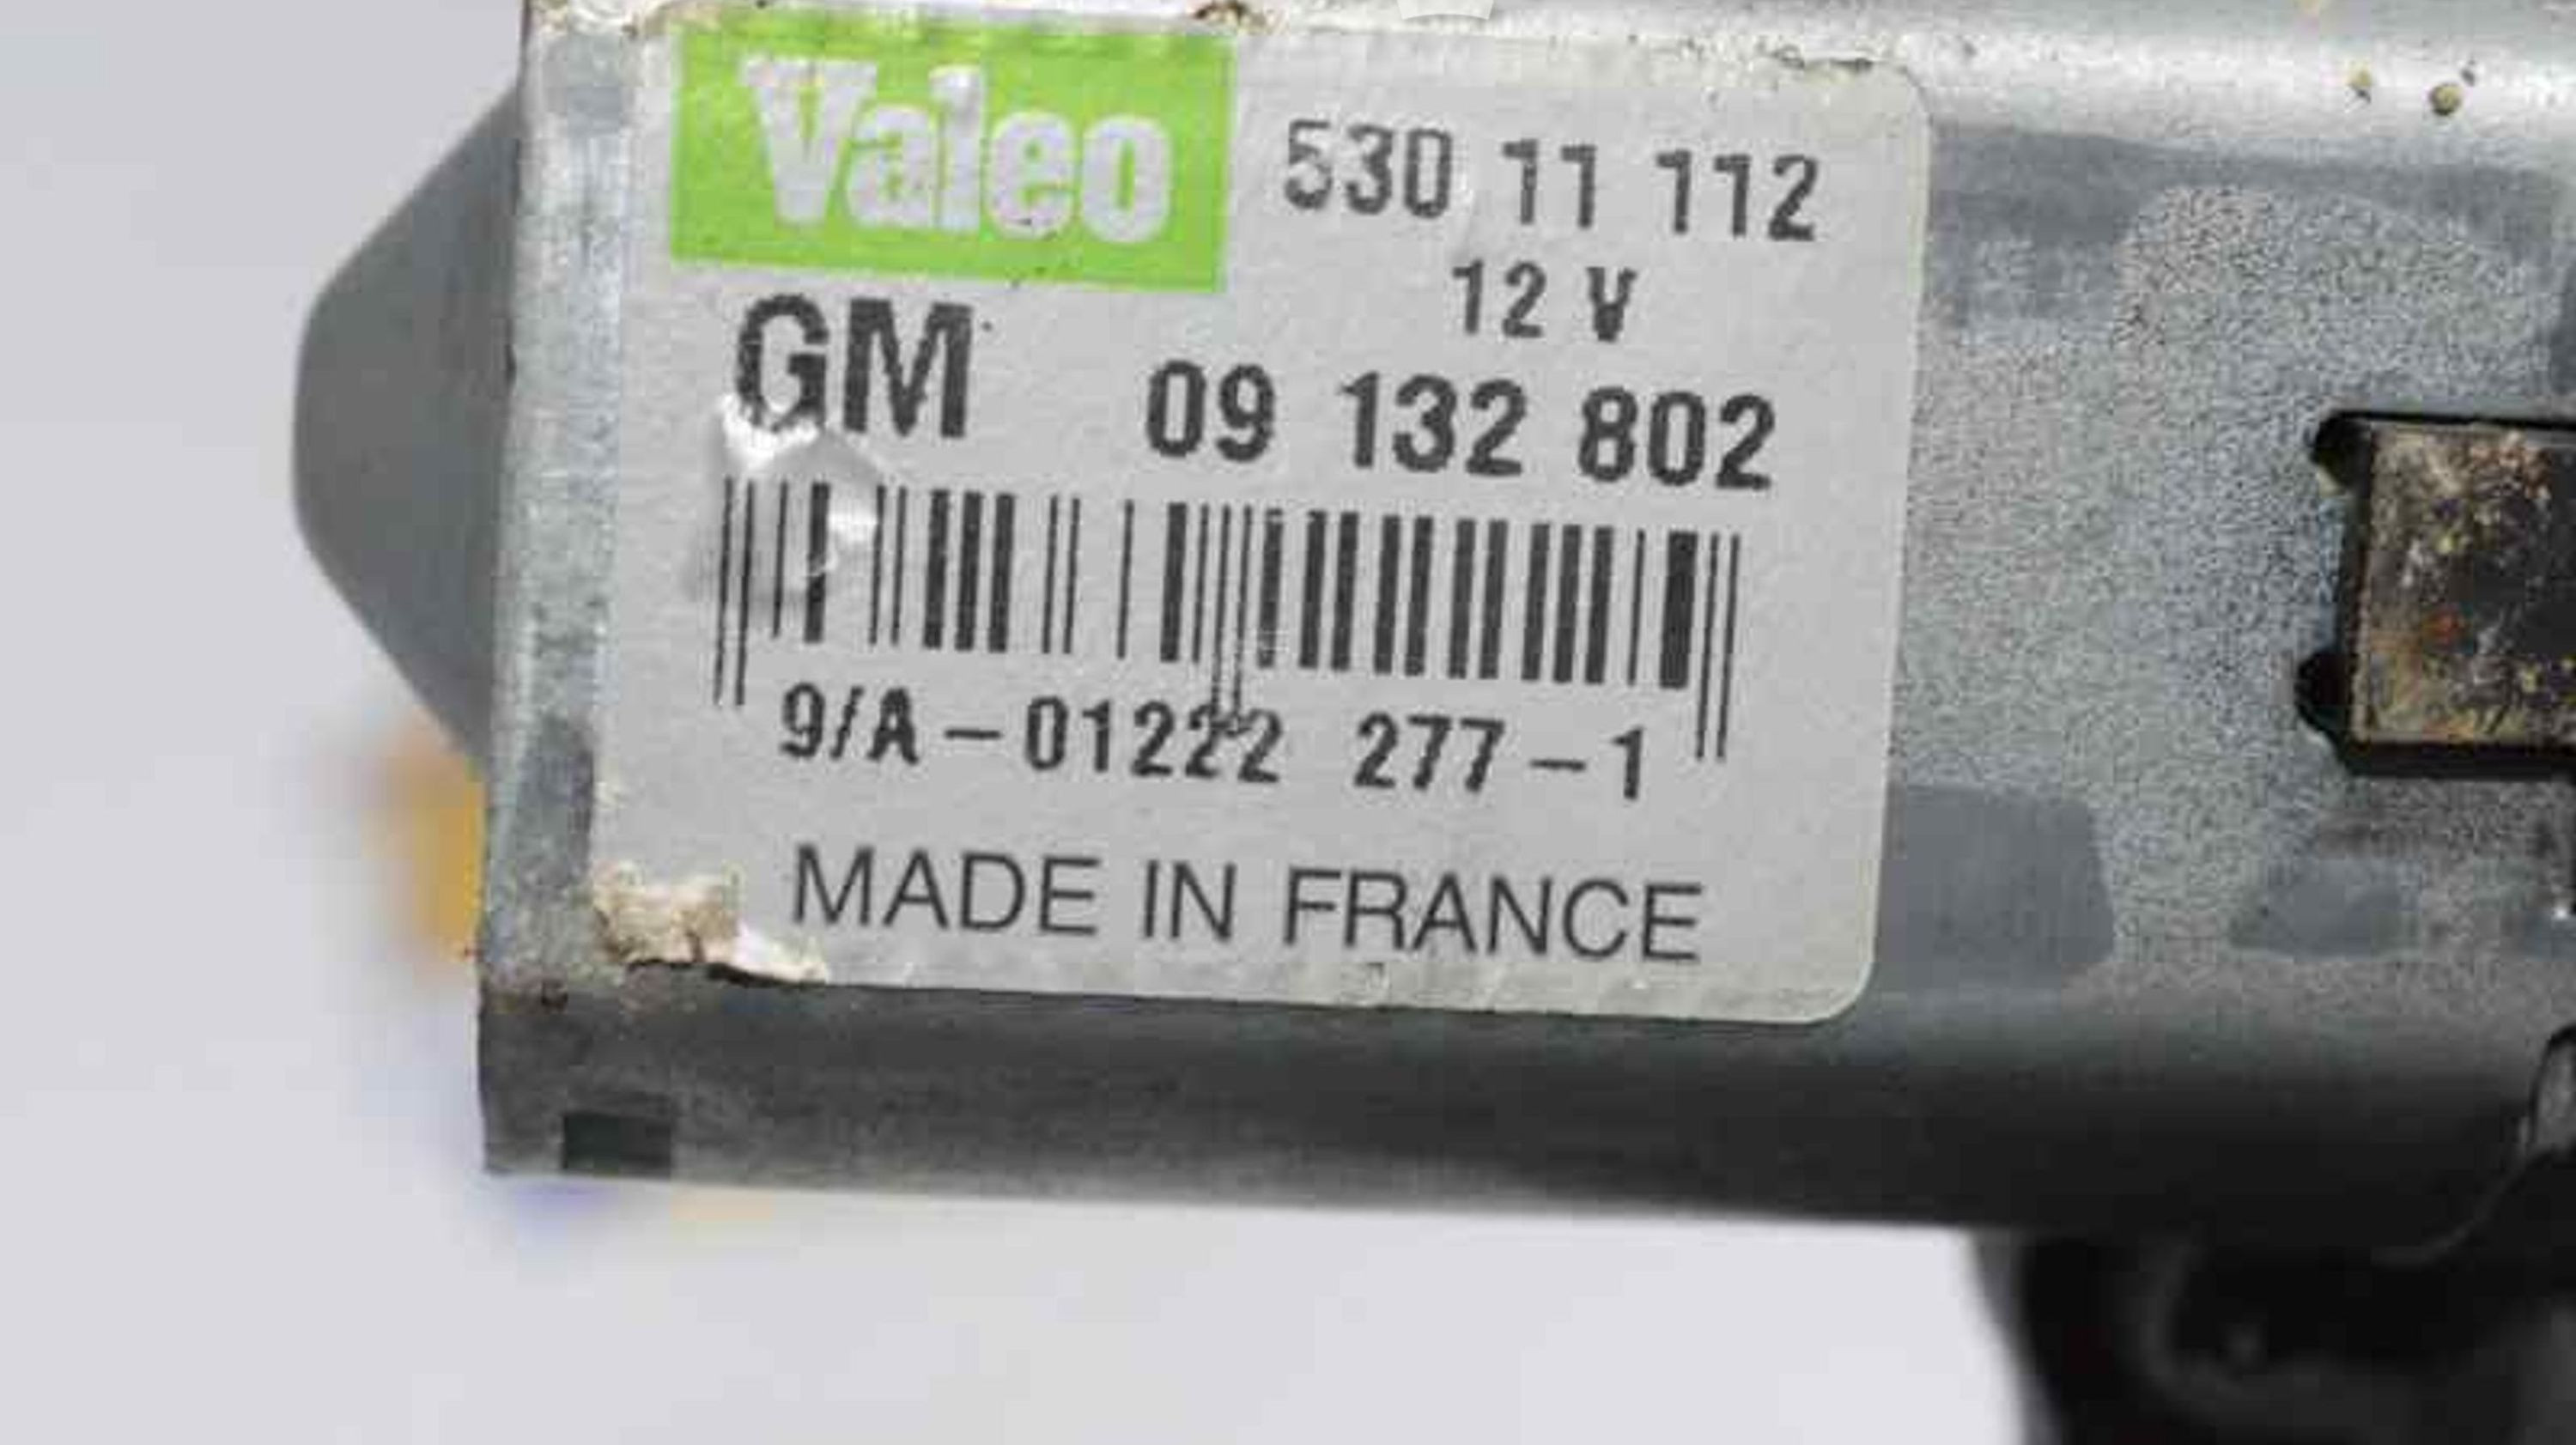 Valeo 530 11 112
12 V
GM 09 132 802
9/A-01222 277-1
MADE IN FRANCE